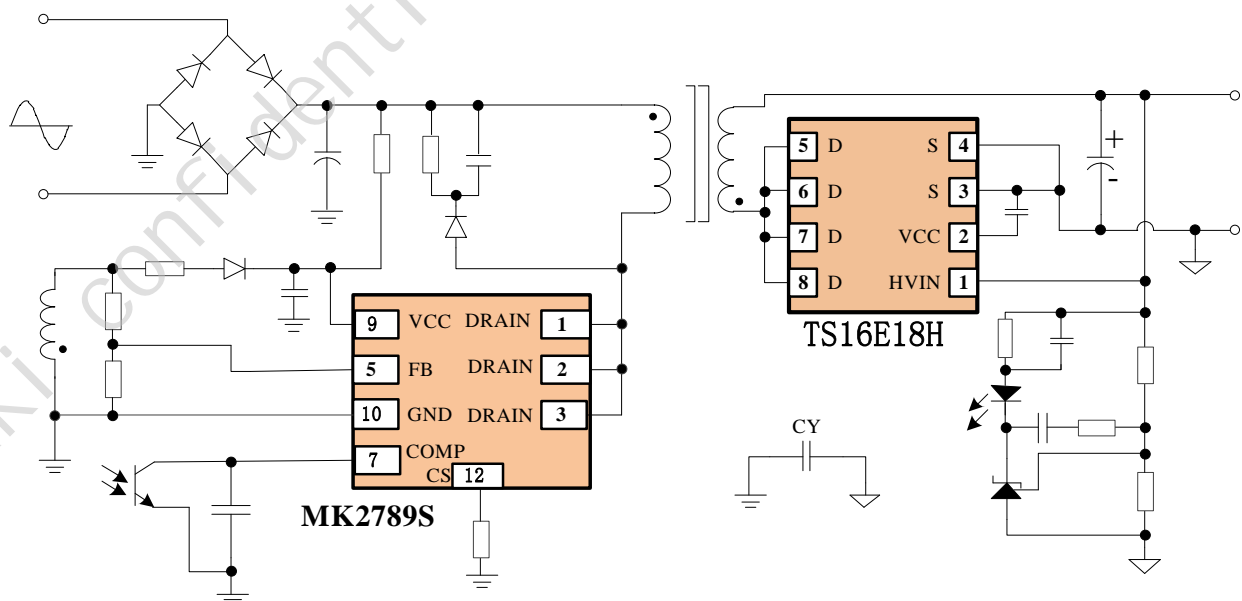 confidenti
5 D
S 4
6 D
S 3
7 D
VCC 2
8 D
HVIN 1
TS16E18H
+
-
9 VCC
DRAIN 1
5 FB
DRAIN 2
10 GND
DRAIN 3
7 COMP
CS 12
MK2789S
CY